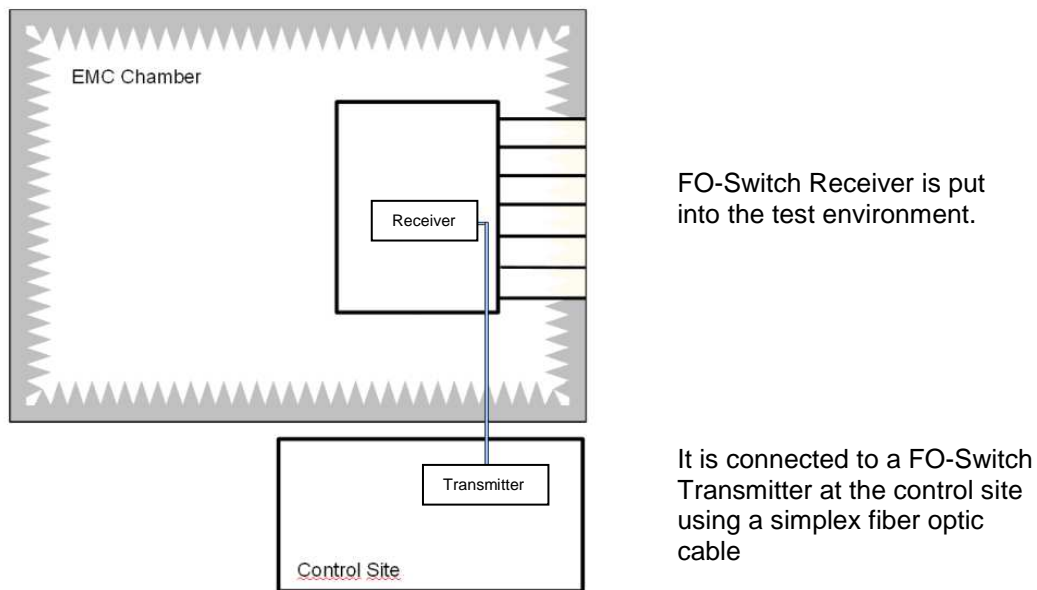 EMC Chamber
Receiver
FO-Switch Receiver is put
into the test environment.
Transmitter
Control Site
It is connected to a FO-Switch
Transmitter at the control site
using a simplex fiber optic
cable